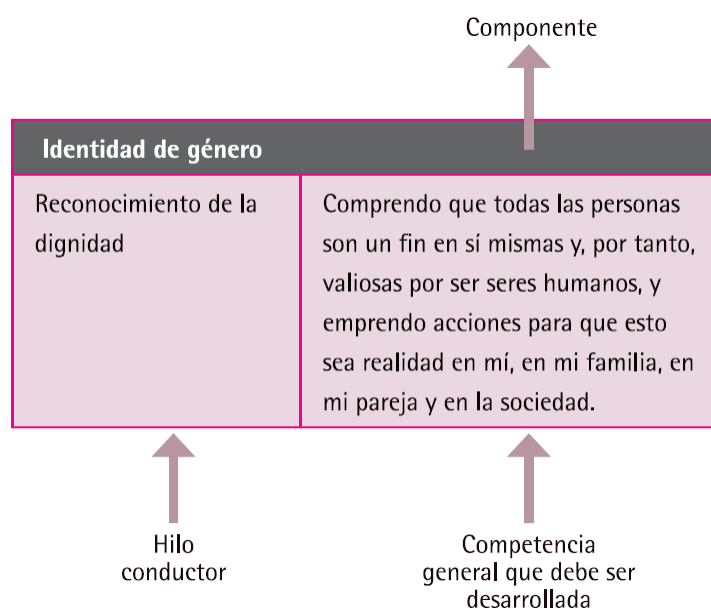 Componente
Identidad de género
Reconocimiento de la
dignidad
Comprendo que todas las personas
son un fin en sí mismas y, por tanto,
valiosas por ser seres humanos, y
emprendo acciones para que esto
sea realidad en mí, en mi familia, en
mi pareja y en la sociedad.
Hilo
conductor
Competencia
general que debe ser
desarrollada